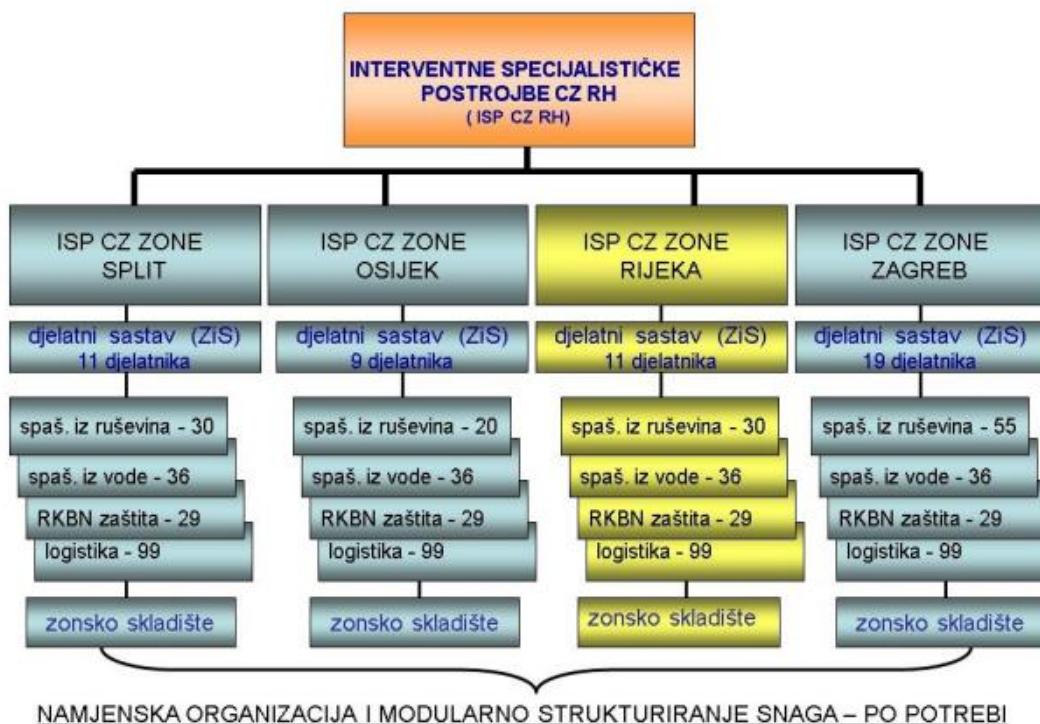 INTERVENTNE SPECIJALISTIČKE
POSTROJBE CZ RH
( ISP CZ RH)
ISP CZ ZONE
SPLIT
djelatni sastav (ZiS)
11 djelatnika
spaš. iz ruševina - 30
spaš. iz vode - 36
RKBN zaštita - 29
logistika - 99
zonsko skladište
ISP CZ ZONE
OSIJEK
djelatni sastav (ZiS)
9 djelatnika
spaš. iz ruševina - 20
spaš. iz vode - 36
RKBN zaštita - 29
logistika - 99
zonsko skladište
ISP CZ ZONE
RIJEKA
djelatni sastav (ZiS)
11 djelatnika
spaš. iz ruševina - 30
spaš. iz vode - 36
RKBN zaštita - 29
logistika - 99
zonsko skladište
ISP CZ ZONE
ZAGREB
djelatni sastav (ZiS)
19 djelatnika
spaš. iz ruševina - 55
spaš. iz vode - 36
RKBN zaštita - 29
logistika - 99
zonsko skladište
NAMJENSKA ORGANIZACIJA I MODULARNO STRUKTURIRANJE SNAGA – PO POTREBI